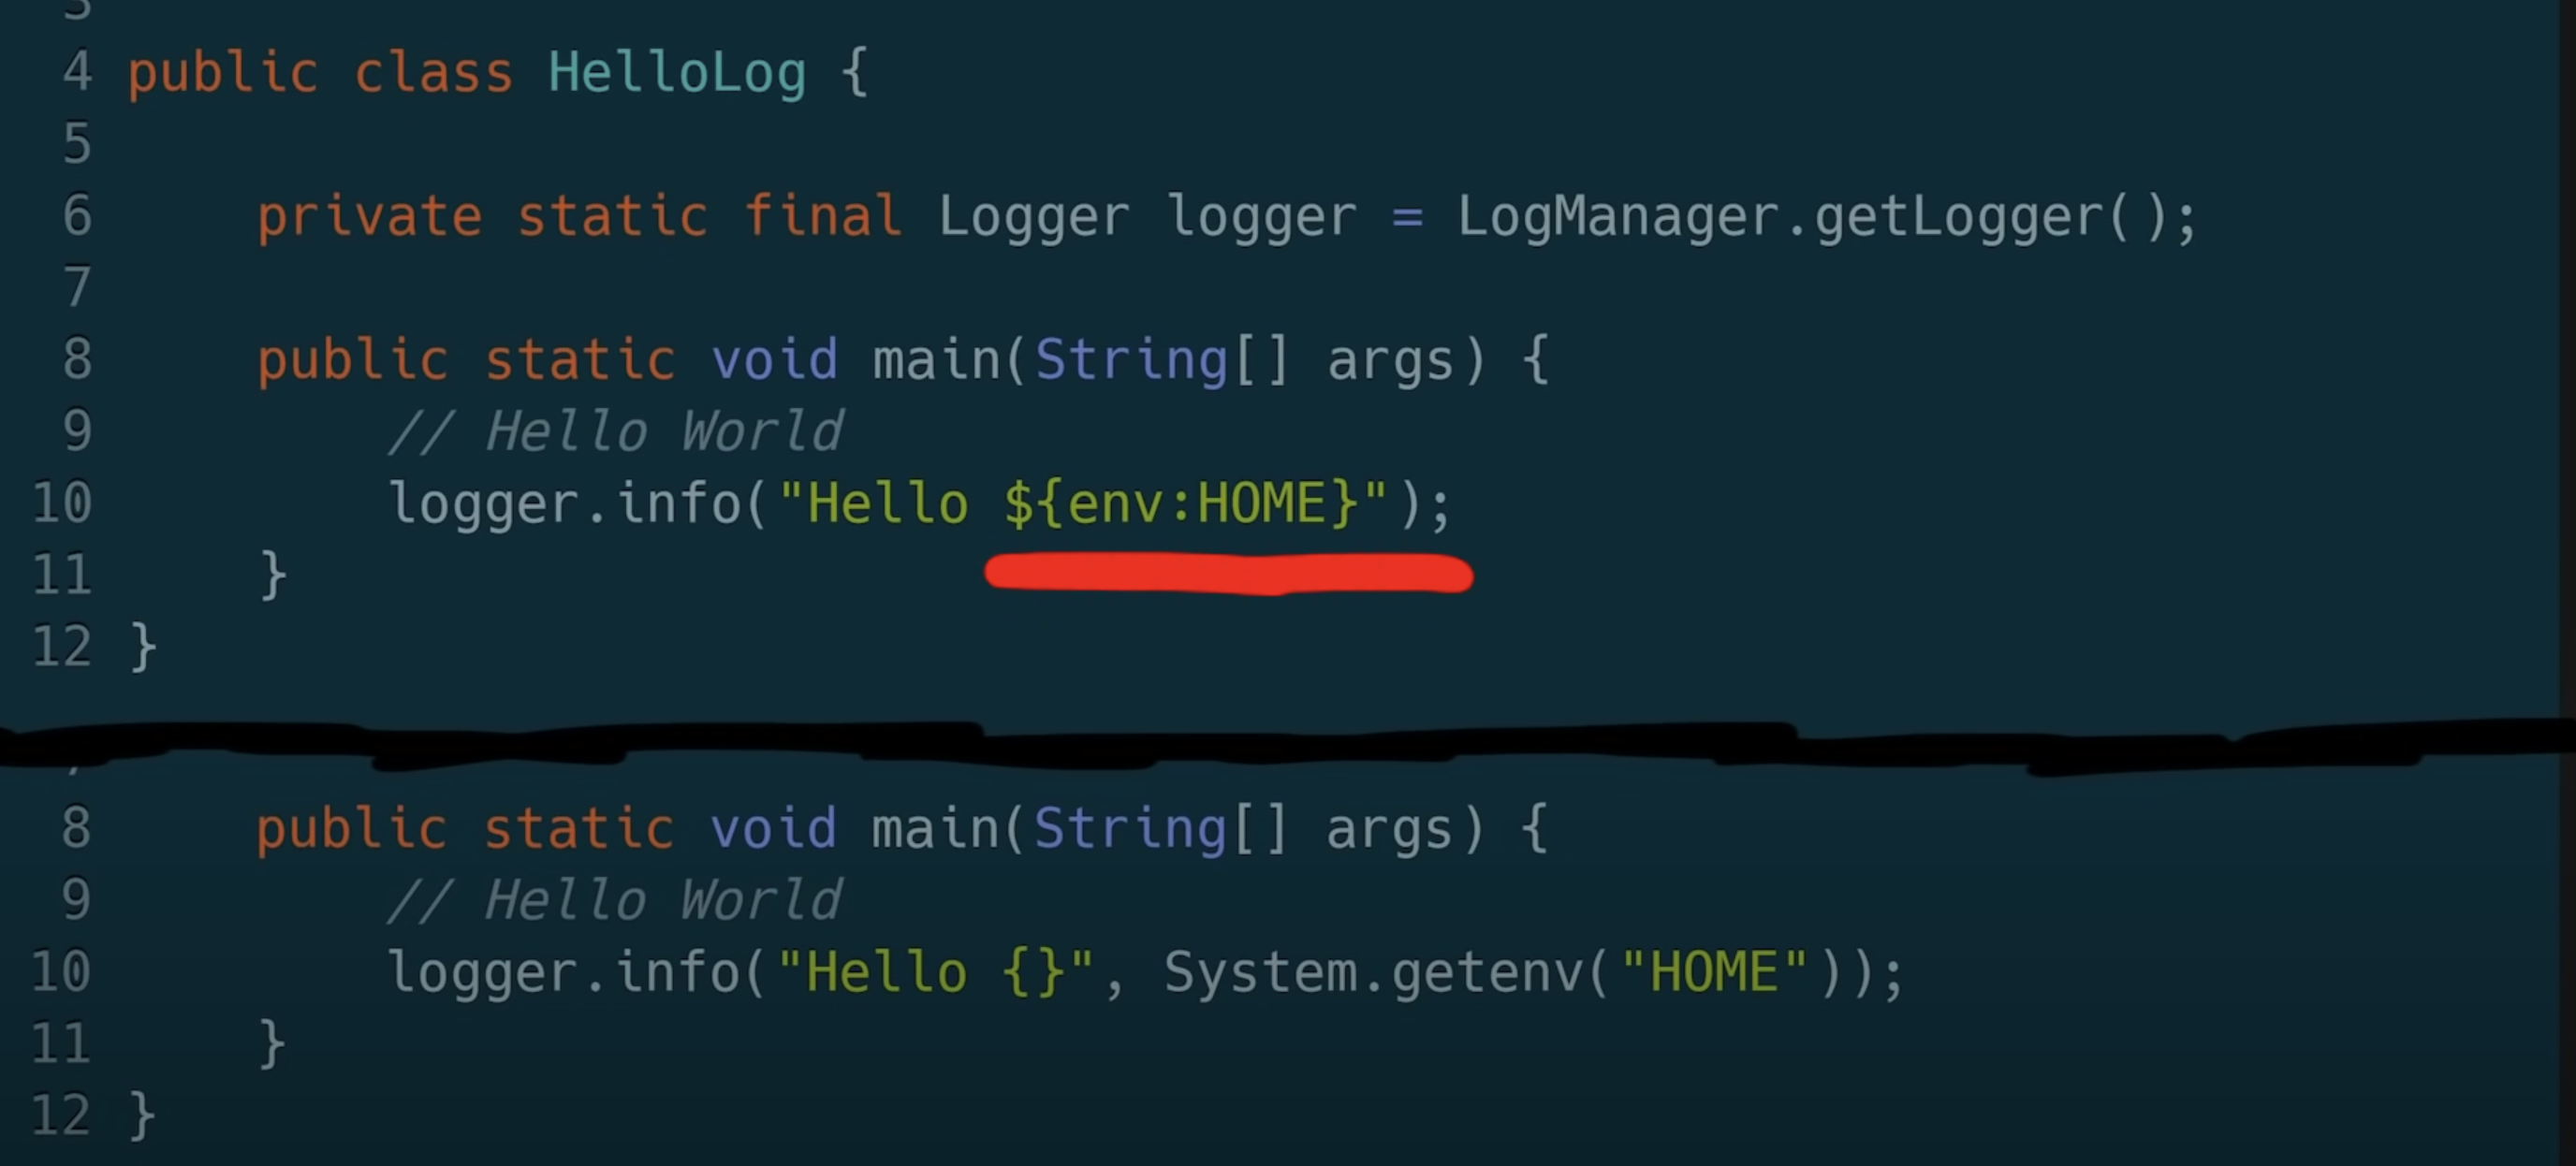 4 public class HelloLog {
5
6     private static final Logger logger = LogManager.getLogger();
7
8     public static void main(String[] args) {
9         // Hello World
10         logger.info("Hello ${env:HOME}");
11     }
12 }
8     public static void main(String[] args) {
9         // Hello World
10         logger.info("Hello {}", System.getenv("HOME"));
11     }
12 }